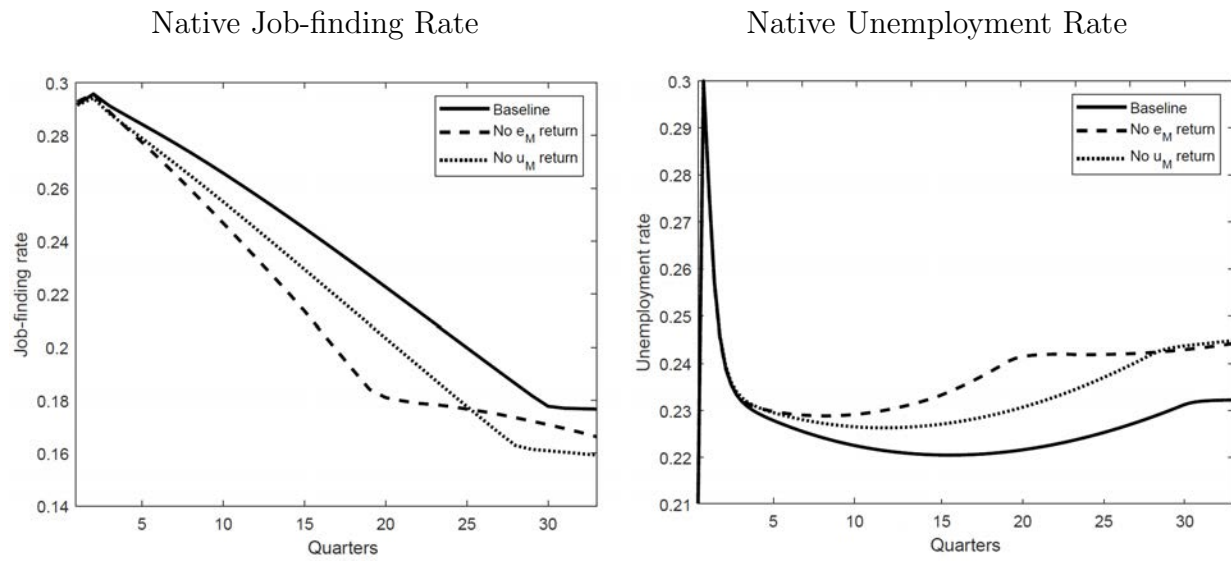 Native Job-finding Rate
Native Unemployment Rate
Job-finding rate
0.3
0.28
0.26
0.24
0.22
0.2
0.18
0.16
0.14
Baseline
No e_M return
No u_M return
5 10 15 20 25 30
Quarters
Unemployment rate
0.3
0.29
0.28
0.27
0.26
0.25
0.24
0.23
0.22
0.21
Baseline
No e_M return
No u_M return
5 10 15 20 25 30
Quarters